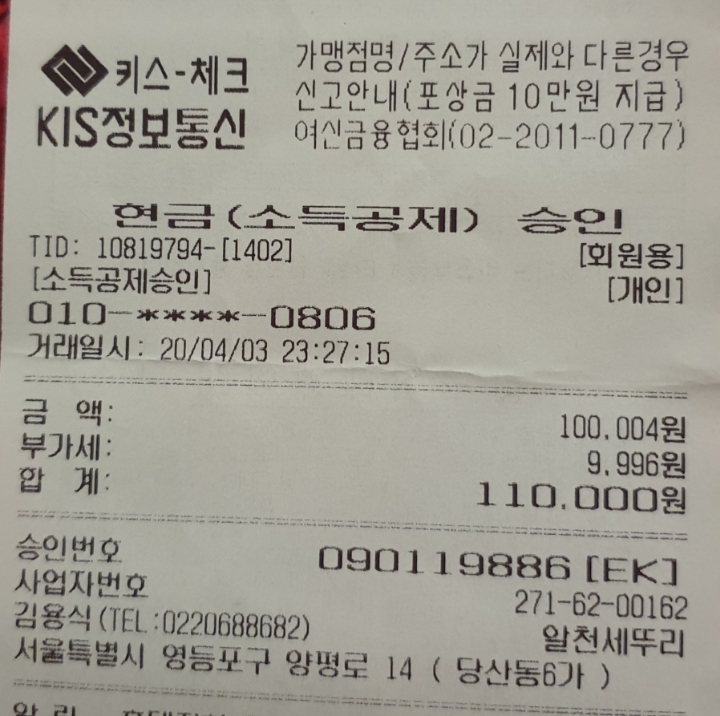 키스-체크
KIS정보통신
가맹점명/주소가 실제와 다른경우
신고안내(포상금 10만원 지급)
여신금융협회(02-2011-0777)
현금(소득공제) 승인
TID: 10819794-[1402] [회원용]
[소득공제승인] [개인]
010-****-0806
거래일시: 20/04/03 23:27:15
금 액: 100,004원
부가세: 9,996원
합 계: 110,000원
승인번호 090119886[EK]
사업자번호 271-62-00162
김용식(TEL:0220688682) 알천세뚜리
서울특별시 영등포구 양평로 14 ( 당산동6가 )